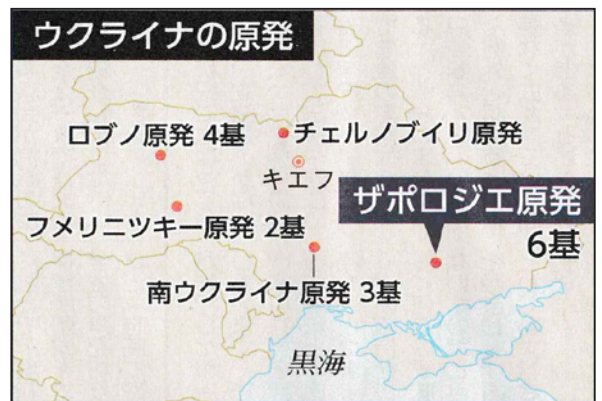 ウクライナの原発
ロブノ原発 4基
チェルノブイリ原発
キエフ
ザポロジエ原発
6基
フメリニツキー原発 2基
南ウクライナ原発 3基
黒海